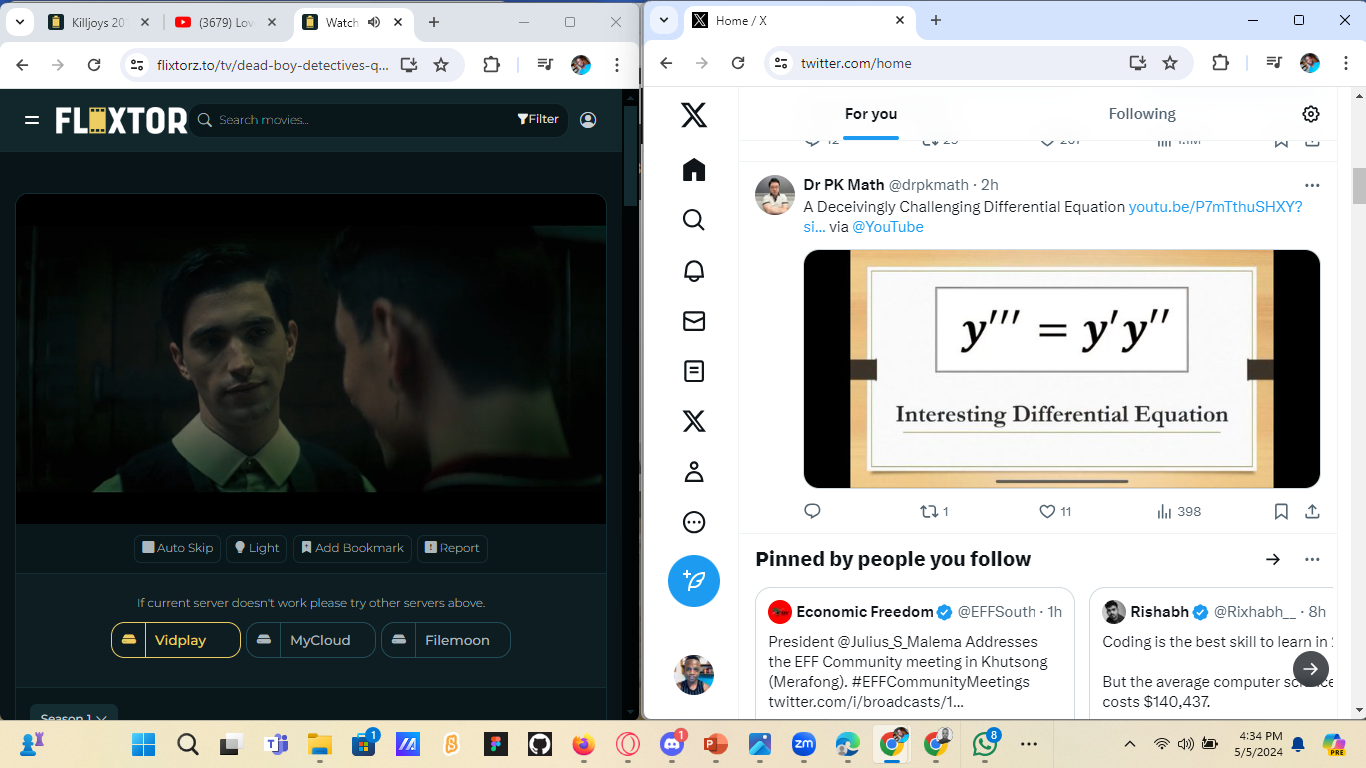 Killjoys 20
(3679) Lov
Watch
flixtorz.to/tv/dead-boy-detectives-q...
FLIXTOR
Search movies...
Filter
Auto Skip
Light
Add Bookmark
Report
If current server doesn't work please try other servers above.
Vidplay
MyCloud
Filemoon
Season 1
Home / X
twitter.com/home
For you
Following
12
25
267
1.1M
Dr PK Math @drpkmath · 2h
A Deceivingly Challenging Differential Equation youtu.be/P7mTthuSHXY?
si... via @YouTube
y''' = y'y''
Interesting Differential Equation
1
11
398
Pinned by people you follow
Economic Freedom @EFFSouth · 1h
President @Julius_S_Malema Addresses
the EFF Community meeting in Khutsong
(Merafong). #EFFCommunityMeetings
twitter.com/i/broadcasts/1...
Rishabh @Rixhabh__ · 8h
Coding is the best skill to learn in
But the average computer science
costs $140,437.
1
1
zm
8
4:34 PM
5/5/2024
PRE